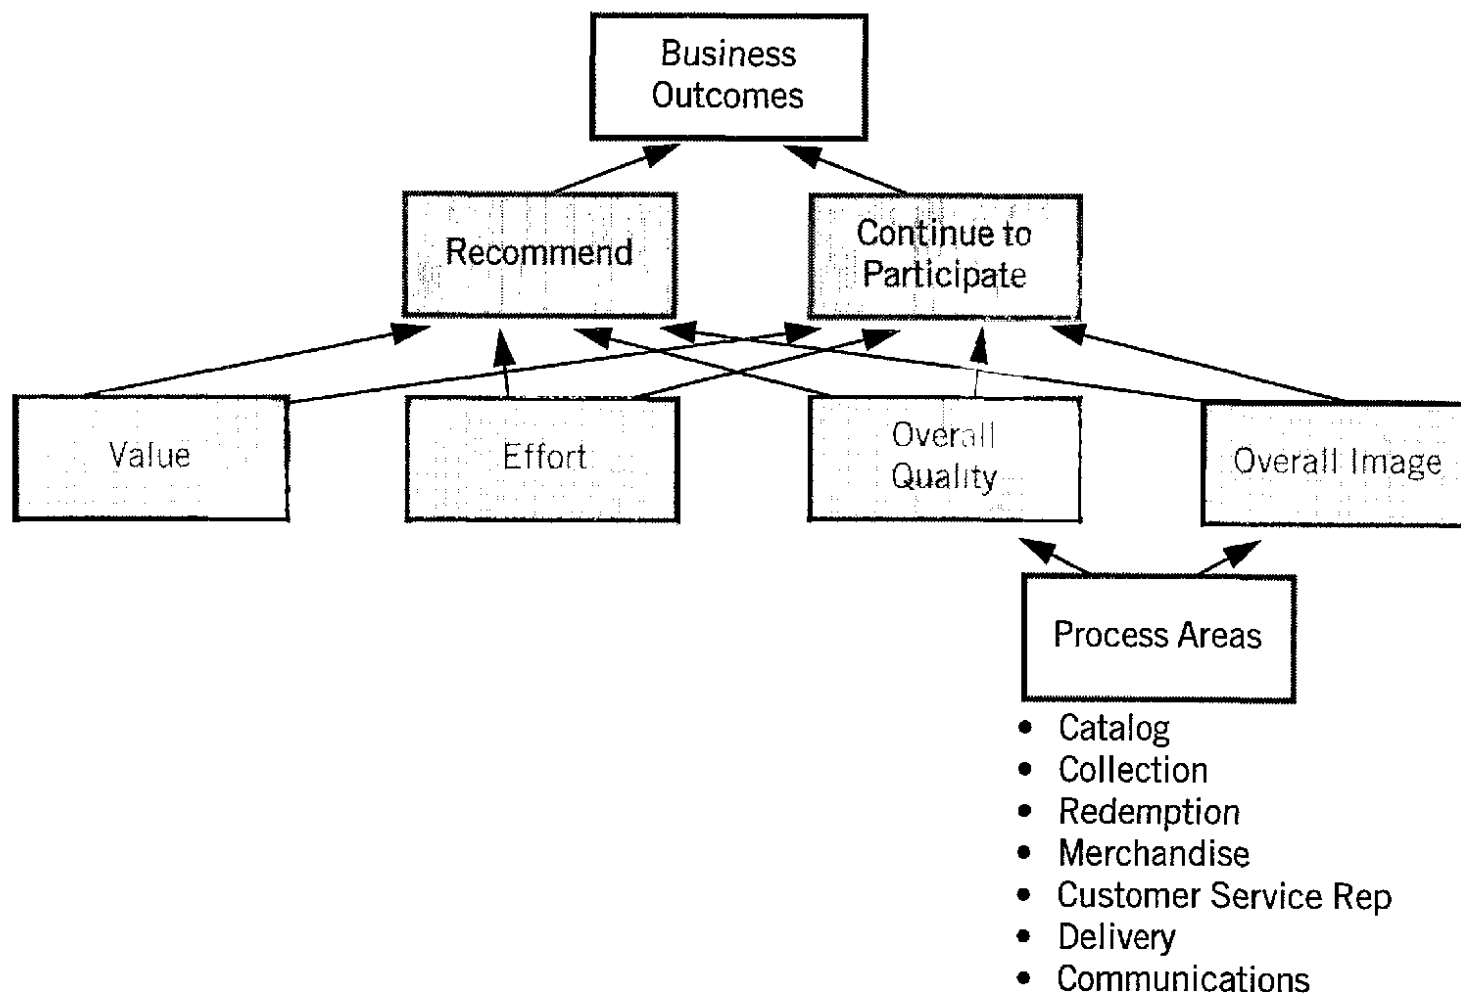 Business
Outcomes
Recommend
Continue to
Participate
Value
Effort
Overall
Quality
Overall Image
Process Areas
• Catalog
• Collection
• Redemption
• Merchandise
• Customer Service Rep
• Delivery
• Communications